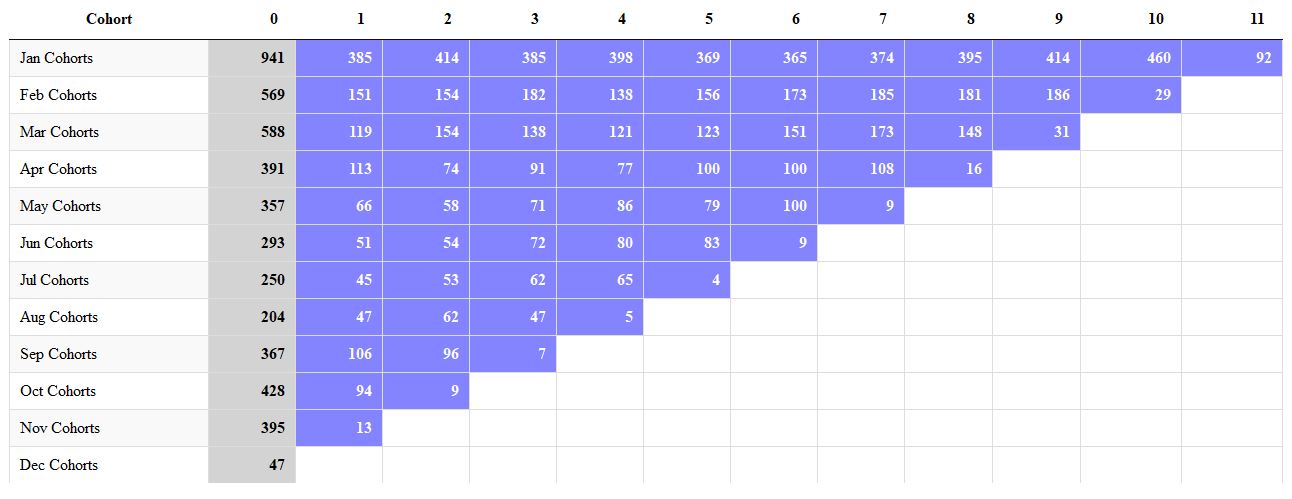 Cohort 0 1 2 3 4 5 6 7 8 9 10 11
Jan Cohorts 941 385 414 385 398 369 365 374 395 414 460 92
Feb Cohorts 569 151 154 182 138 156 173 185 181 186 29
Mar Cohorts 588 119 154 138 121 123 151 173 148 31
Apr Cohorts 391 113 74 91 77 100 100 108 16
May Cohorts 357 66 58 71 86 79 100 9
Jun Cohorts 293 51 54 72 80 83 9
Jul Cohorts 250 45 53 62 65 4
Aug Cohorts 204 47 62 47 5
Sep Cohorts 367 106 96 7
Oct Cohorts 428 94 9
Nov Cohorts 395 13
Dec Cohorts 47